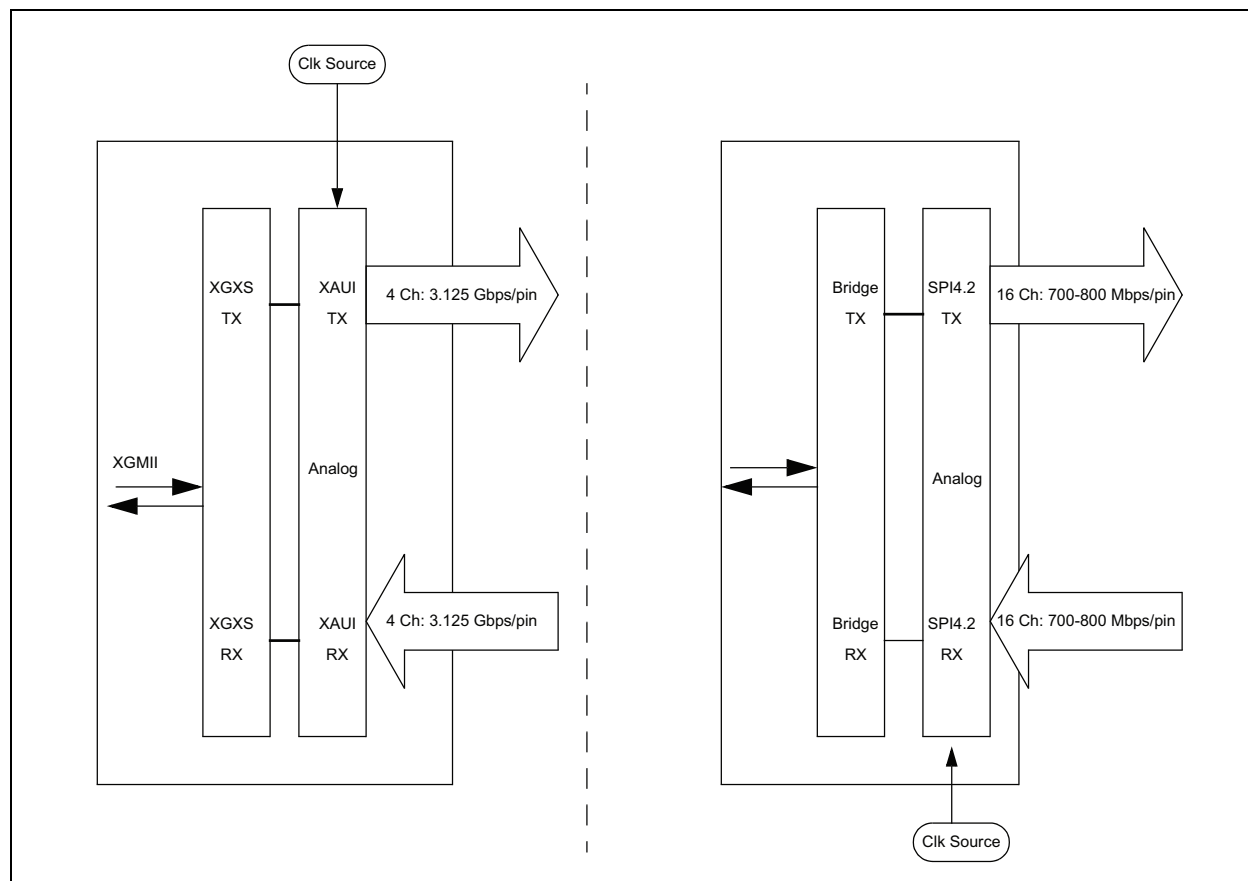 Clk Source
XGXS
TX
XAUI
TX
4 Ch: 3.125 Gbps/pin
XGMII
Analog
XGXS
RX
XAUI
RX
4 Ch: 3.125 Gbps/pin
Bridge
TX
SPI4.2
TX
16 Ch: 700-800 Mbps/pin
Analog
Bridge
RX
SPI4.2
RX
16 Ch: 700-800 Mbps/pin
Clk Source